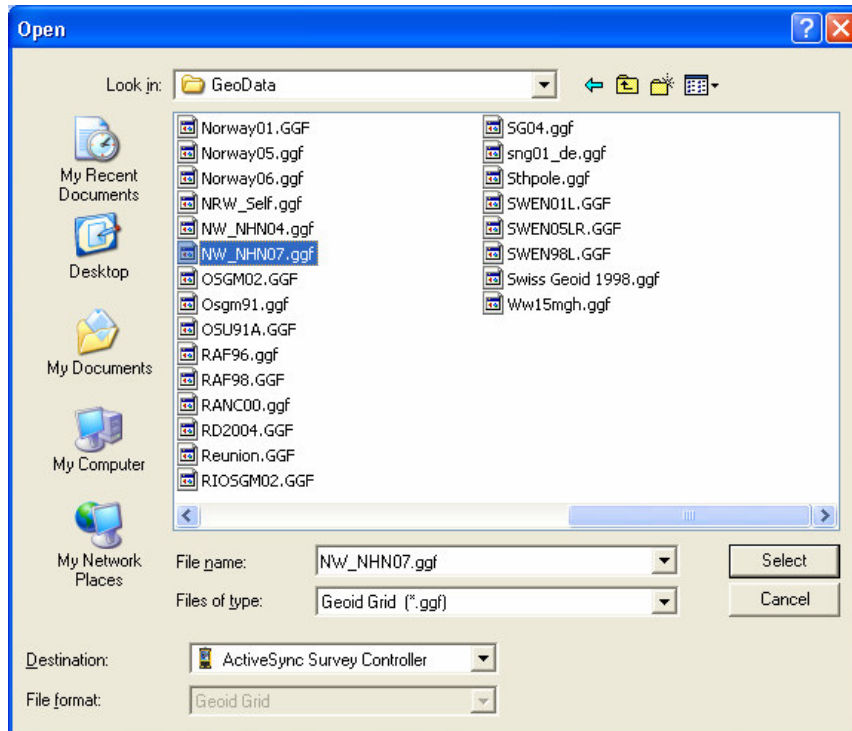 Open
Look in: GeoData
My Recent
Documents
Desktop
My Documents
My Computer
My Network
Places
Norway01.GGF
Norway05.ggf
Norway06.ggf
NRW_Self.ggf
NW_NHN04.ggf
NW_NHN07.ggf
OSGM02.GGF
Osgm91.ggf
OSU91A.GGF
RAF96.ggf
RAF98.GGF
RANC00.ggf
RD2004.GGF
Reunion.GGF
RIOSGM02.GGF
SG04.ggf
sng01_de.ggf
Sthpole.ggf
SWEN01L.GGF
SWEN05LR.GGF
SWEN98L.GGF
Swiss Geoid 1998.ggf
Ww15mgh.ggf
File name: NW_NHN07.ggf
Select
Files of type: Geoid Grid (*.ggf)
Cancel
Destination: ActiveSync Survey Controller
File format: Geoid Grid